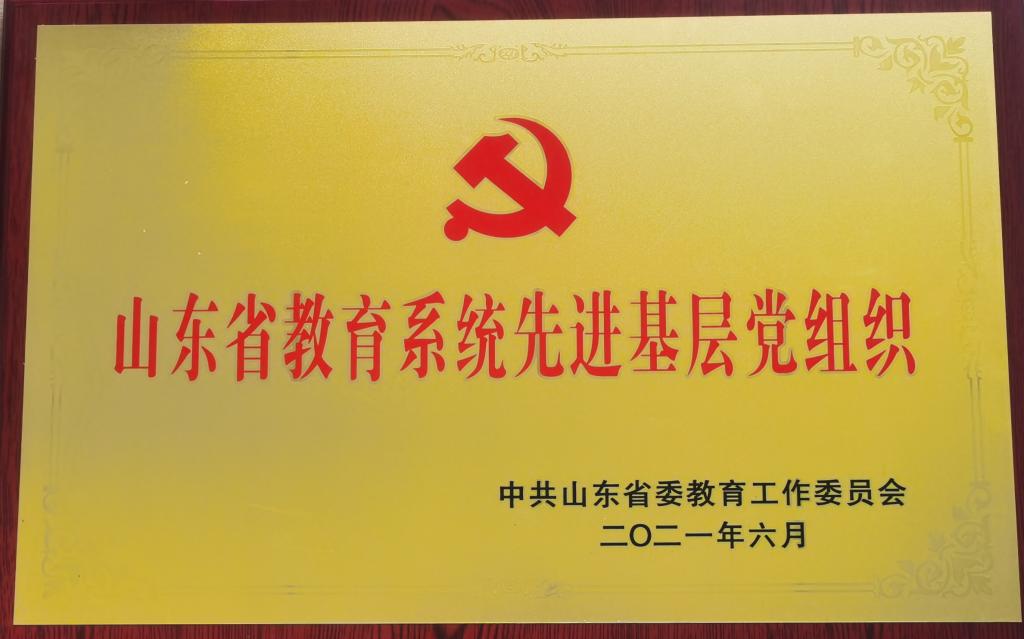 山东省教育系统先进基层党组织
中共山东省委教育工作委员会
二〇二一年六月